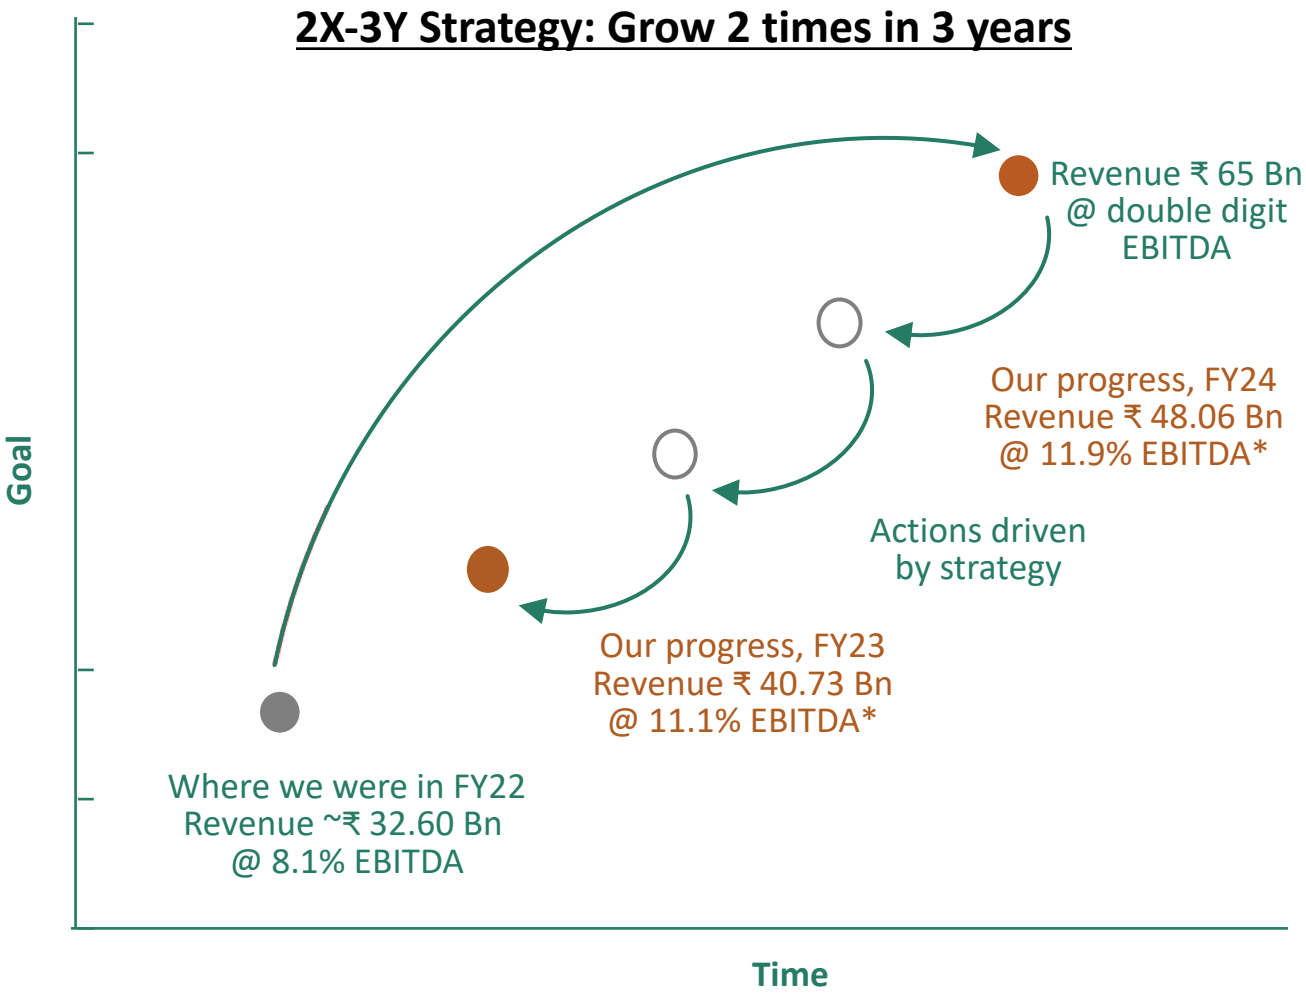 2X-3Y Strategy: Grow 2 times in 3 years
Revenue ₹ 65 Bn
@ double digit
EBITDA
Our progress, FY24
Revenue ₹ 48.06 Bn
@ 11.9% EBITDA*
Goal
Actions driven
by strategy
Our progress, FY23
Revenue ₹ 40.73 Bn
@ 11.1% EBITDA*
Where we were in FY22
Revenue ~₹ 32.60 Bn
@ 8.1% EBITDA
Time